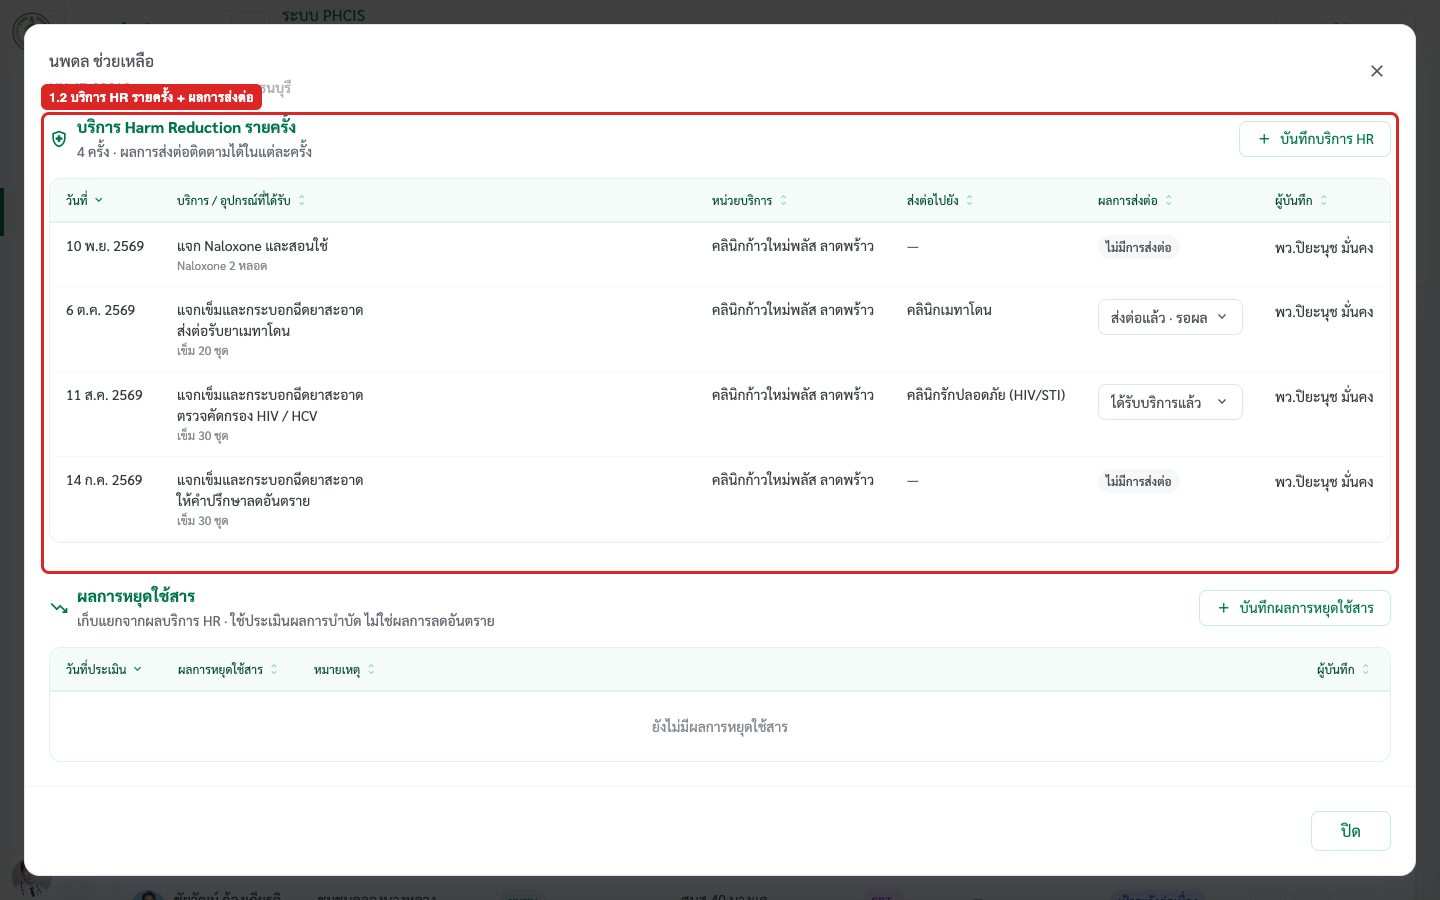 ระบบ PHCIS
นพดล ช่วยเหลือ
ธนบุรี
1.2 บริการ HR รายครั้ง + ผลการส่งต่อ
บริการ Harm Reduction รายครั้ง
4 ครั้ง · ผลการส่งต่อติดตามได้ในแต่ละครั้ง
+ บันทึกบริการ HR
วันที่ บริการ / อุปกรณ์ที่ได้รับ หน่วยบริการ ส่งต่อไปยัง ผลการส่งต่อ ผู้บันทึก
10 พ.ย. 2569 แจก Naloxone และสอนใช้ คลินิกก้าวใหม่พลัส ลาดพร้าว — ไม่มีการส่งต่อ พว.ปิยะนุช มั่นคง
Naloxone 2 หลอด
6 ต.ค. 2569 แจกเข็มและกระบอกฉีดยาสะอาด คลินิกก้าวใหม่พลัส ลาดพร้าว คลินิกเมทาโดน ส่งต่อแล้ว · รอผล พว.ปิยะนุช มั่นคง
ส่งต่อรับยาเมทาโดน
เข็ม 20 ชุด
11 ส.ค. 2569 แจกเข็มและกระบอกฉีดยาสะอาด คลินิกก้าวใหม่พลัส ลาดพร้าว คลินิกรักปลอดภัย (HIV/STI) ได้รับบริการแล้ว พว.ปิยะนุช มั่นคง
ตรวจคัดกรอง HIV / HCV
เข็ม 30 ชุด
14 ก.ค. 2569 แจกเข็มและกระบอกฉีดยาสะอาด คลินิกก้าวใหม่พลัส ลาดพร้าว — ไม่มีการส่งต่อ พว.ปิยะนุช มั่นคง
ให้คำปรึกษาลดอันตราย
เข็ม 30 ชุด
ผลการหยุดใช้สาร
เก็บแยกจากผลบริการ HR · ใช้ประเมินผลการบำบัด ไม่ใช่ผลการลดอันตราย
+ บันทึกผลการหยุดใช้สาร
วันที่ประเมิน ผลการหยุดใช้สาร หมายเหตุ ผู้บันทึก
ยังไม่มีผลการหยุดใช้สาร
ปิด